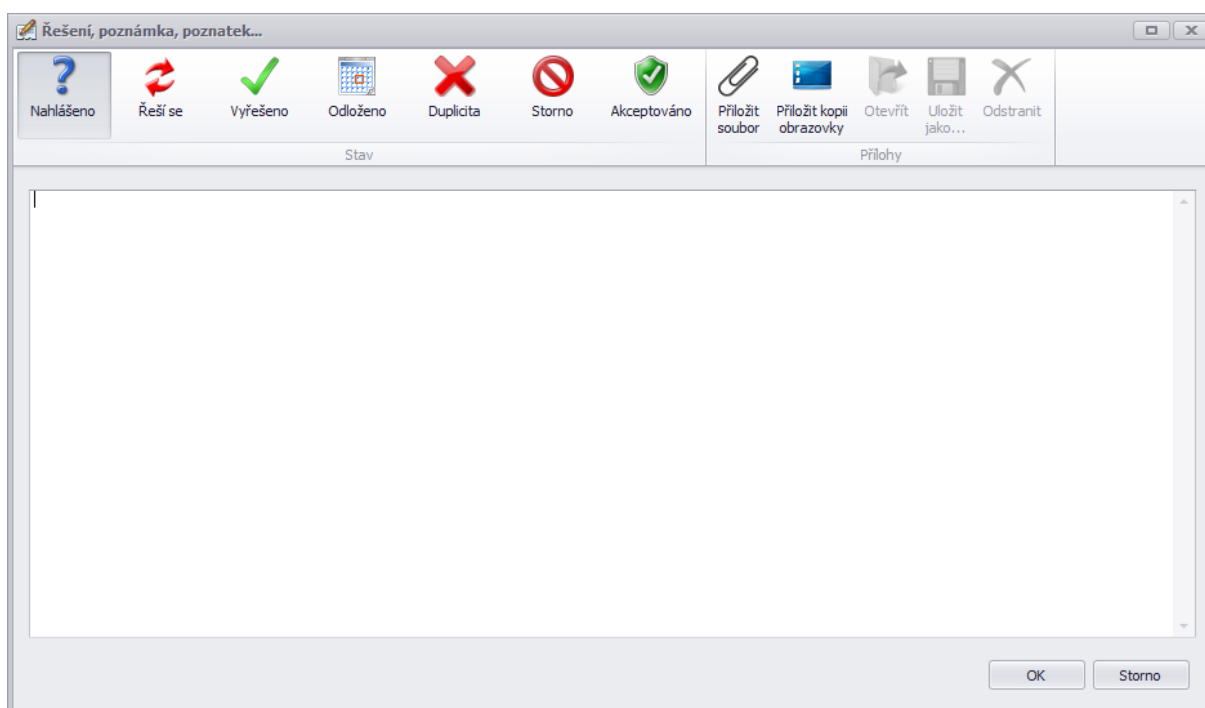 Řešení, poznámka, poznatek...
Nahlášeno
Řeší se
Vyřešeno
Odloženo
Duplicita
Storno
Akceptováno
Přiložit
soubor
Přiložit kopii
obrazovky
Otevřít
Uložit
jako...
Odstranit
Stav
Přílohy
OK
Storno